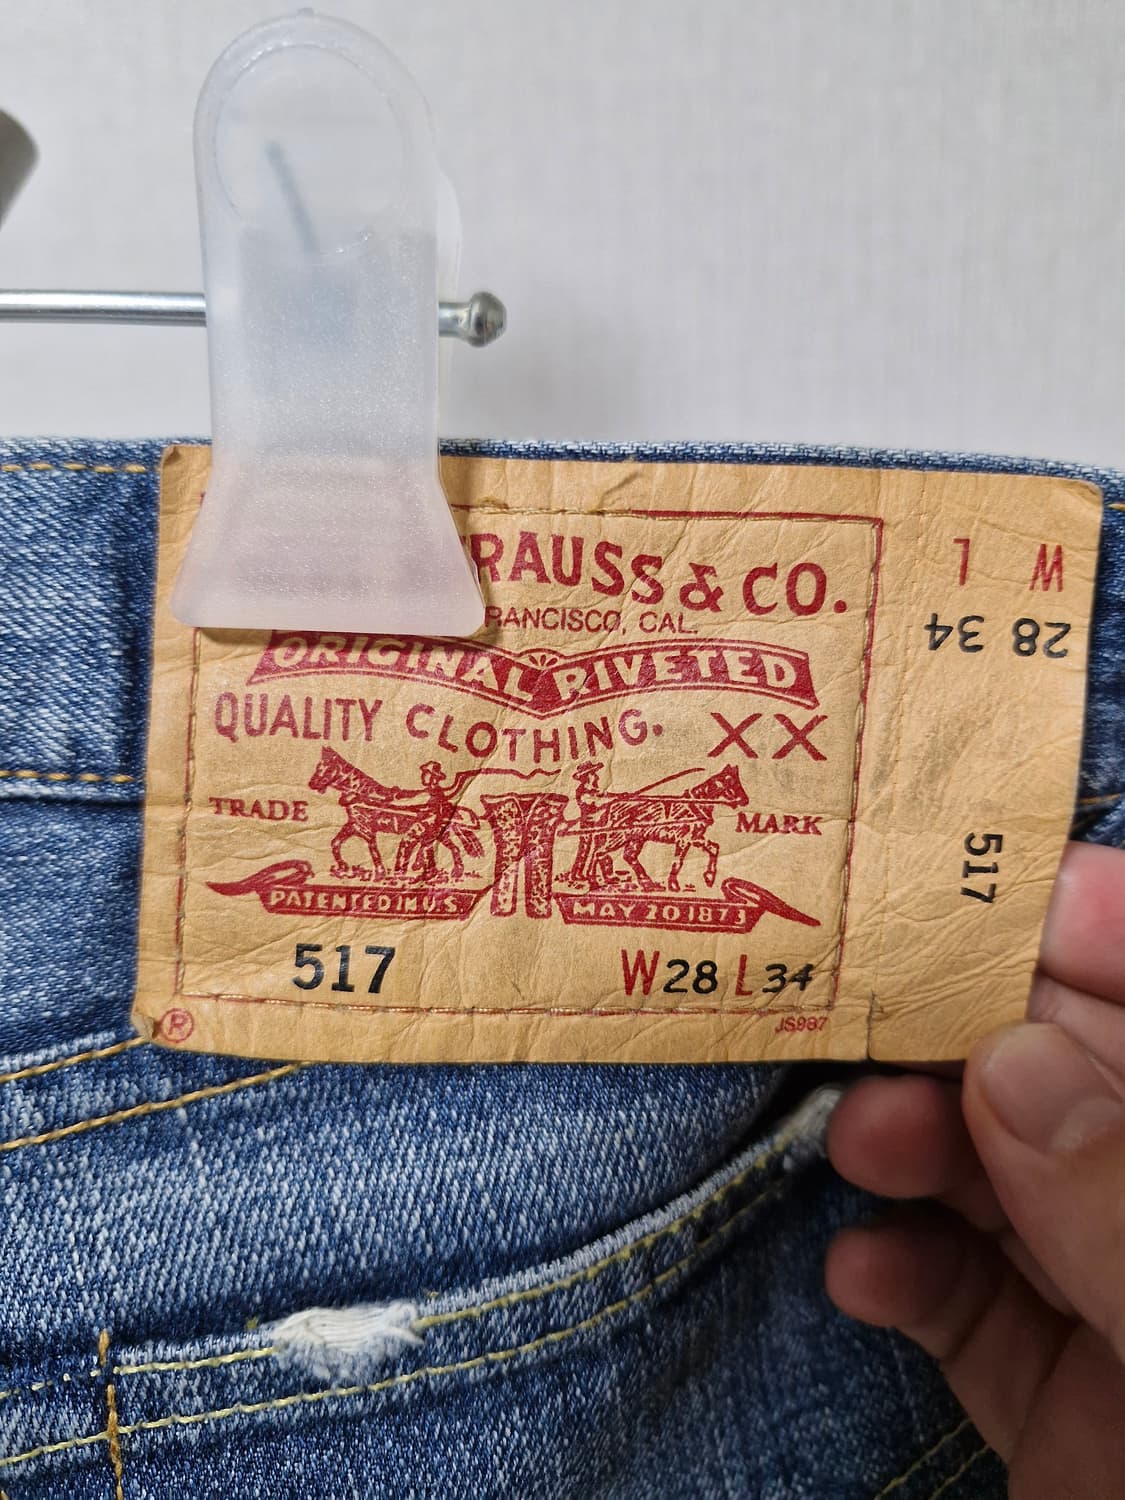 RAUSS & CO.
RANCISCO, CAL.
ORIGINAL RIVETED
QUALITY CLOTHING. XX
TRADE MARK
PATENTED IN U.S. MAY 20 1873
517 W28 L34
® JS987
W L
28 34
517